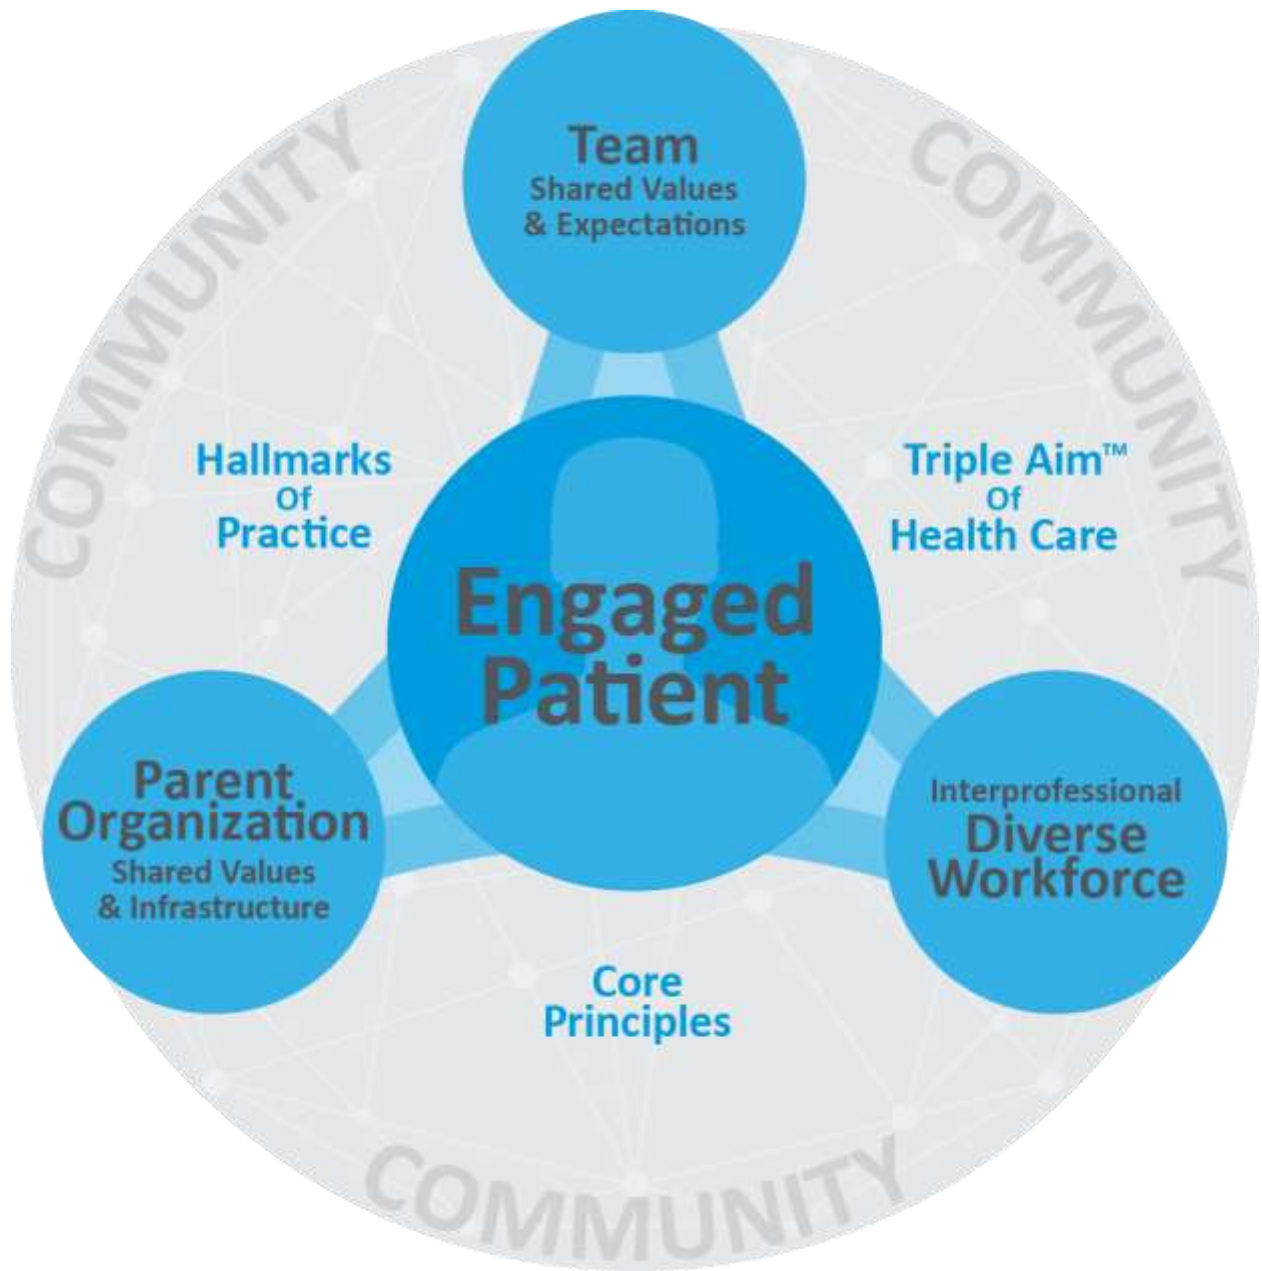 Team
Shared Values
& Expectations
COMMUNITY
COMMUNITY
Hallmarks
Of
Practice
Triple Aim™
Of
Health Care
Engaged
Patient
Parent
Organization
Shared Values
& Infrastructure
Interprofessional
Diverse
Workforce
Core
Principles
COMMUNITY